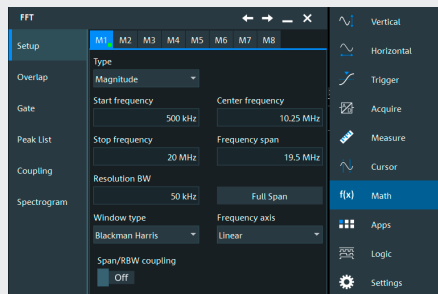 FFT
Setup
Overlap
Gate
Peak List
Coupling
Spectrogram
M1 M2 M3 M4 M5 M6 M7 M8
Type
Magnitude
Start frequency Center frequency
500 kHz 10.25 MHz
Stop frequency Frequency span
20 MHz 19.5 MHz
Resolution BW
50 kHz Full Span
Window type Frequency axis
Blackman Harris Linear
Span/RBW coupling
Off
Vertical
Horizontal
Trigger
Acquire
Measure
Cursor
f(x) Math
Apps
Logic
Settings